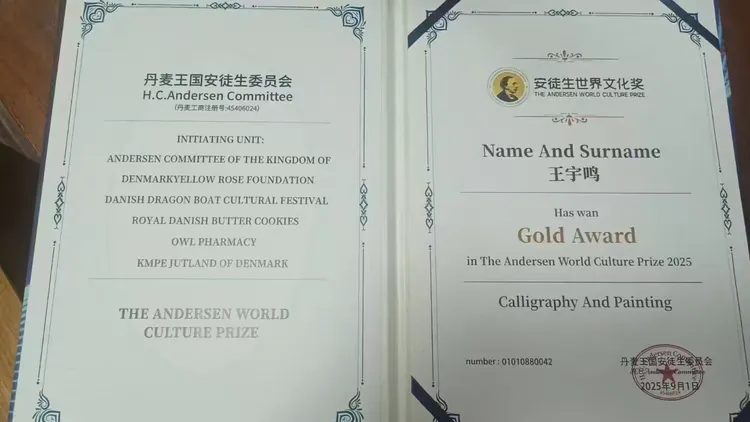 丹麦王国安徒生委员会
H.C.Andersen Committee
(丹麦工商注册号:45406024)
INITIATING UNIT:
ANDERSEN COMMITTEE OF THE KINGDOM OF
DENMARKYELLOW ROSE FOUNDATION
DANISH DRAGON BOAT CULTURAL FESTIVAL
ROYAL DANISH BUTTER COOKIES
OWL PHARMACY
KMPE JUTLAND OF DENMARK
THE ANDERSEN WORLD
CULTURE PRIZE
安徒生世界文化奖
THE ANDERSEN WORLD CULTURE PRIZE
Name And Surname
王宇鸣
Has wan
Gold Award
in The Andersen World Culture Prize 2025
Calligraphy And Painting
number : 01010880042
丹麦王国安徒生委员会
Committee
2025年9月1日
45406024